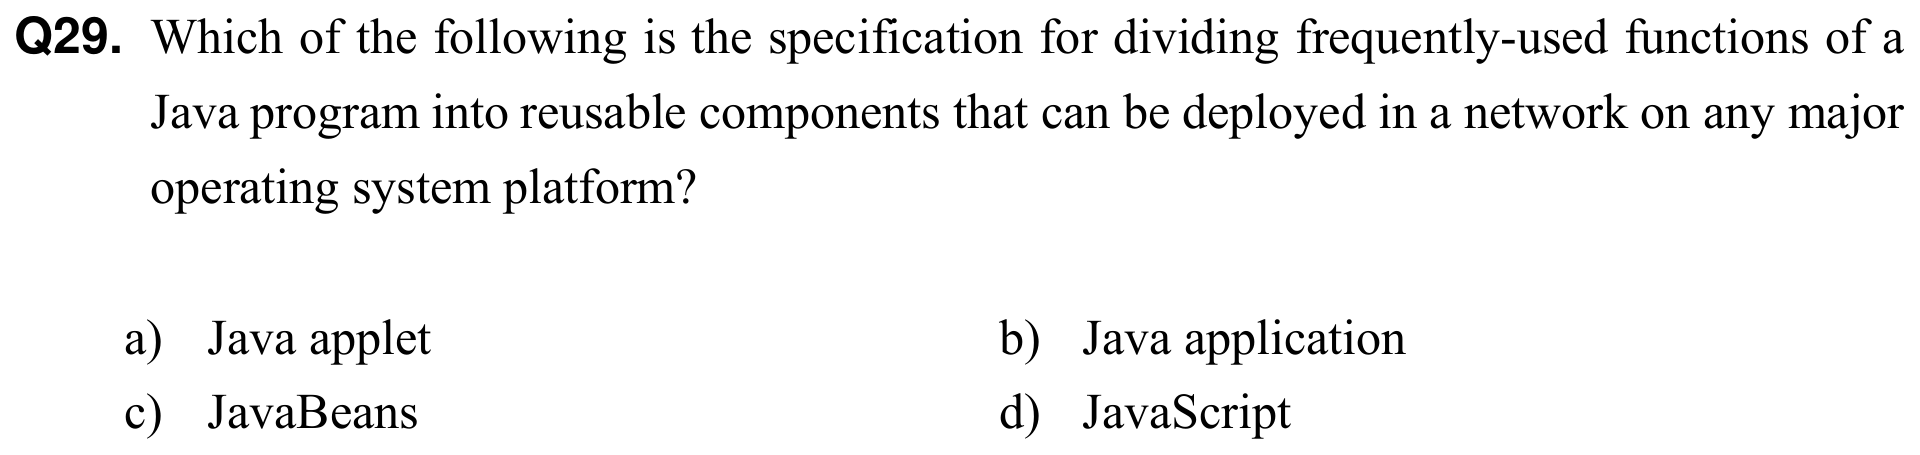 Q29. Which of the following is the specification for dividing frequently-used functions of a
Java program into reusable components that can be deployed in a network on any major
operating system platform?
a) Java applet b) Java application
c) JavaBeans d) JavaScript